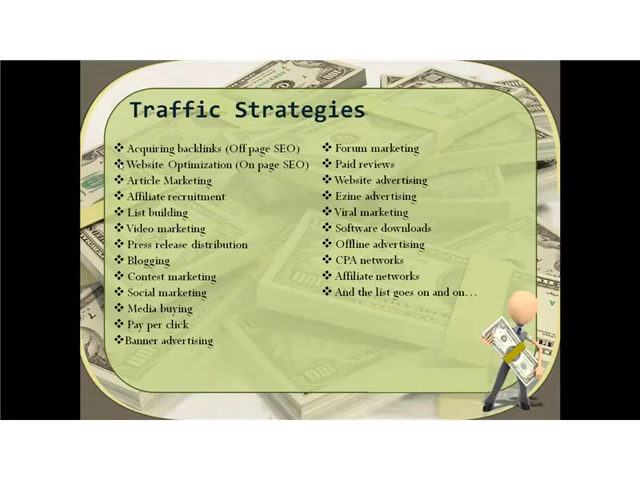 Traffic Strategies
Acquiring backlinks (Off page SEO)
Website Optimization (On page SEO)
Article Marketing
Affiliate recruitment
List building
Video marketing
Press release distribution
Blogging
Contest marketing
Social marketing
Media buying
Pay per click
Banner advertising
Forum marketing
Paid reviews
Website advertising
Ezine advertising
Viral marketing
Software downloads
Offline advertising
CPA networks
Affiliate networks
And the list goes on and on…